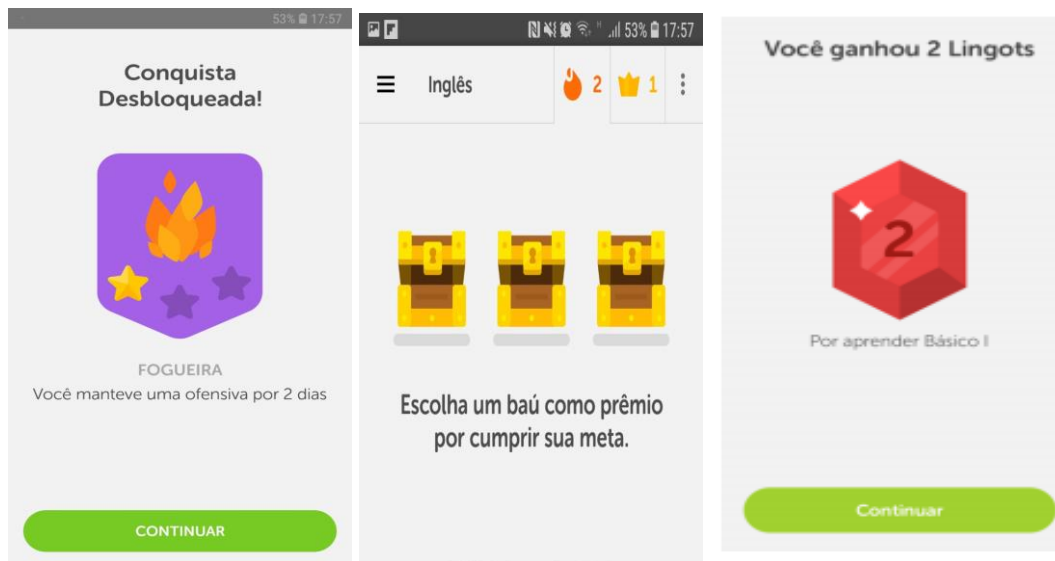 53% 17:57
Conquista
Desbloqueada!
FOGUEIRA
Você manteve uma ofensiva por 2 dias
CONTINUAR
53% 17:57
Inglês 2 1
Escolha um baú como prêmio
por cumprir sua meta.
Você ganhou 2 Lingots
2
Por aprender Básico I
Continuar